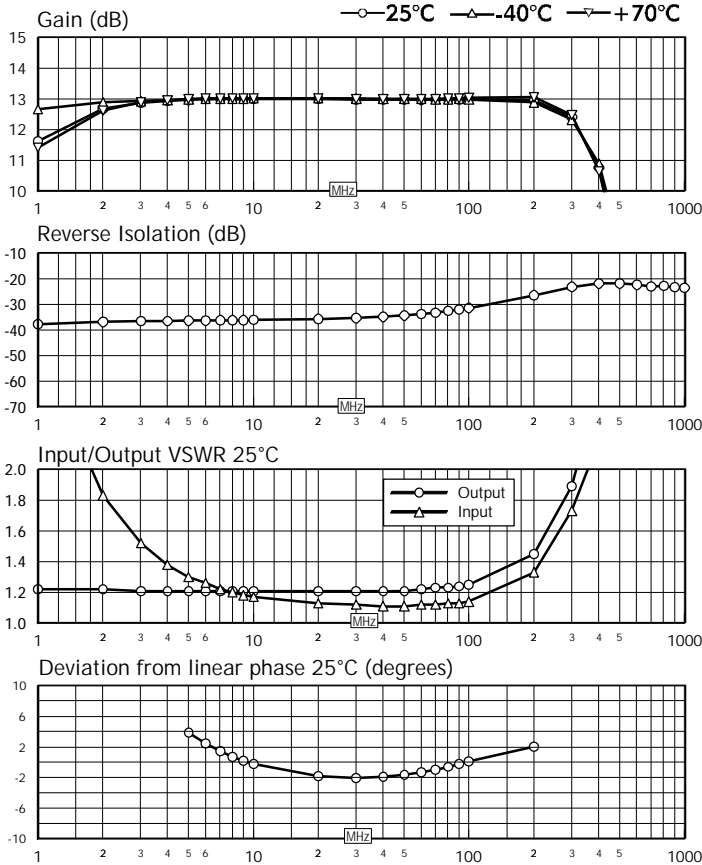 25°C -40°C +70°C
Gain (dB)
15
14
13
12
11
10
MHz
1 2 3 4 5 6 10 2 3 4 5 100 2 3 4 5 1000
Reverse Isolation (dB)
-10
-20
-30
-40
-50
-60
-70
MHz
1 2 3 4 5 6 10 2 3 4 5 100 2 3 4 5 1000
Input/Output VSWR 25°C
2.0
1.8
1.6
1.4
1.2
1.0
Output
Input
MHz
1 2 3 4 5 6 10 2 3 4 5 100 2 3 4 5 1000
Deviation from linear phase 25°C (degrees)
10
6
2
-2
-6
-10
MHz
1 2 3 4 5 6 10 2 3 4 5 100 2 3 4 5 1000